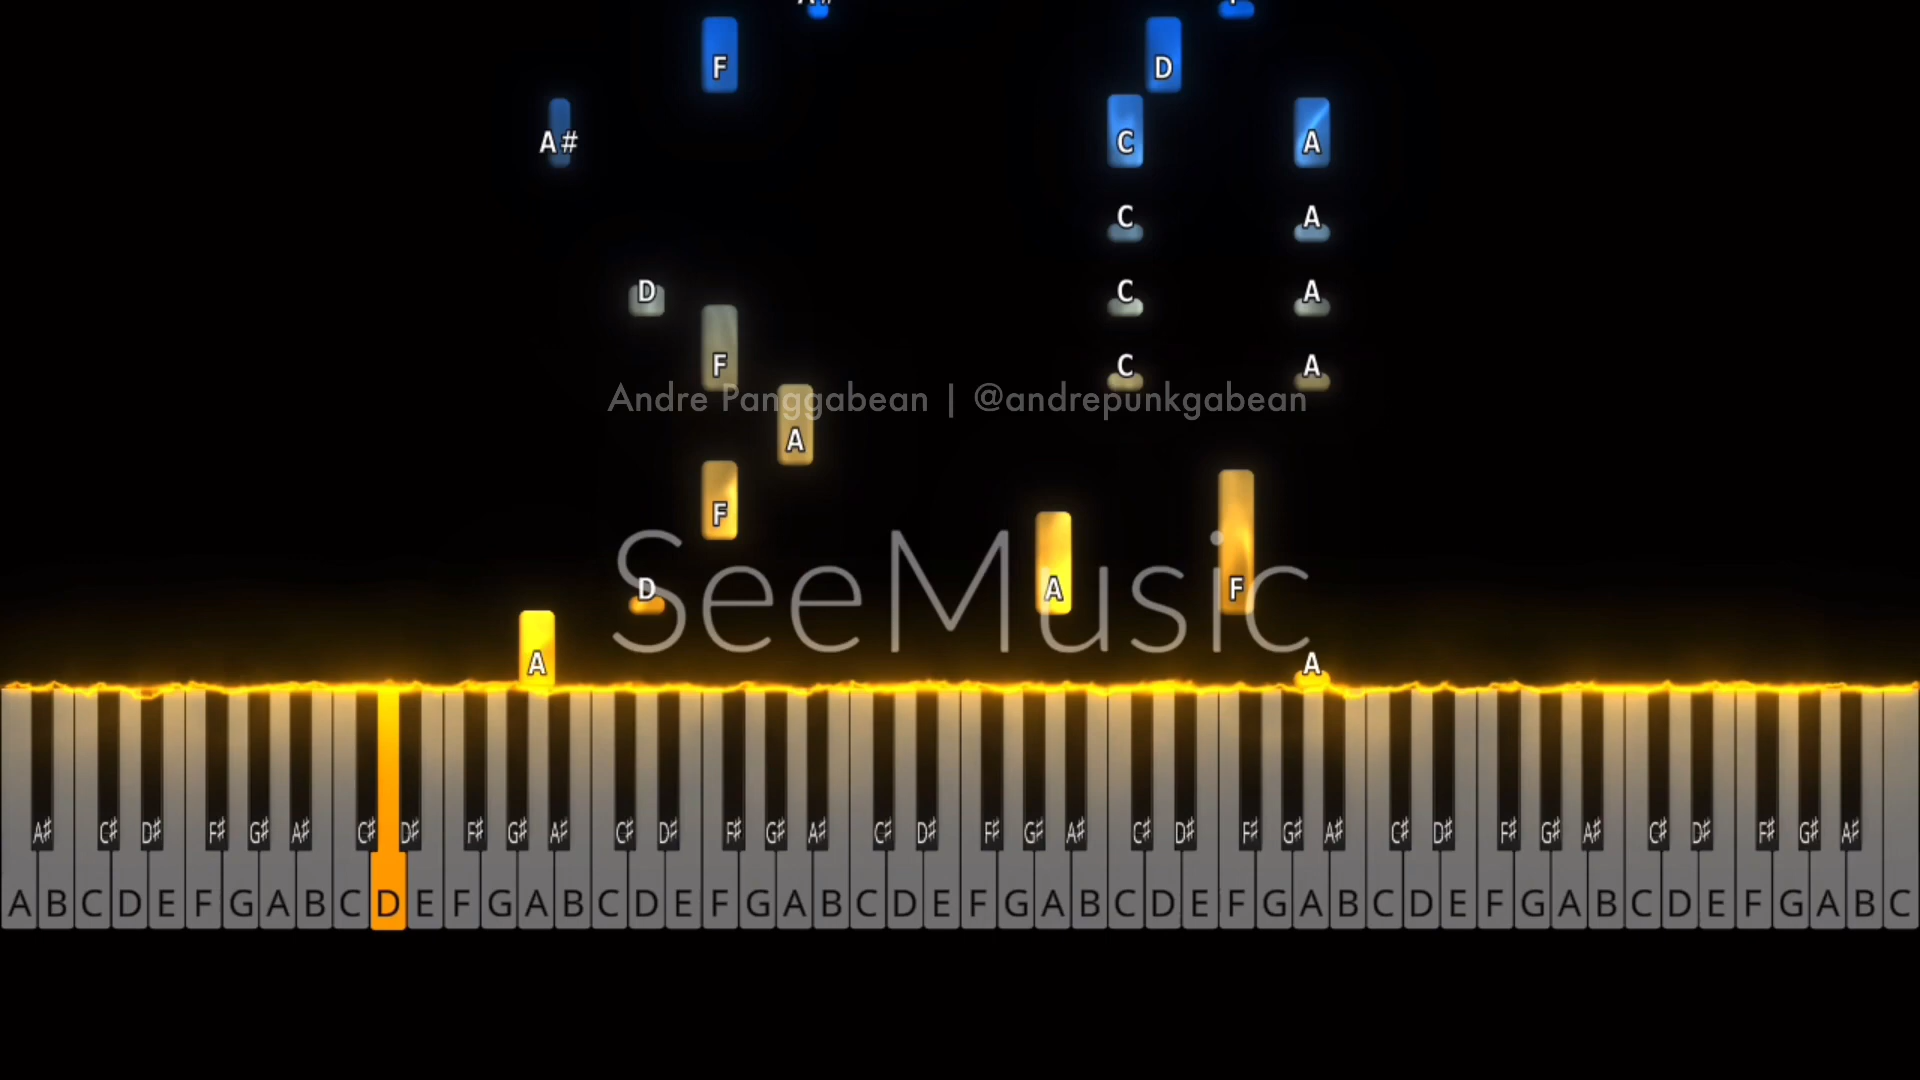 A#
F D
A# C A
C A
D C A
F C A
Andre Panggabean | @andrepunkgabean
A
F
SeeMusic
D A F
A A
A# C# D# F# G# A# C# D# F# G# A# C# D# F# G# A# C# D# F# G# A# C# D# F# G# A# C# D# F# G# A# C# D# F# G# A#
A B C D E F G A B C D E F G A B C D E F G A B C D E F G A B C D E F G A B C D E F G A B C D E F G A B C